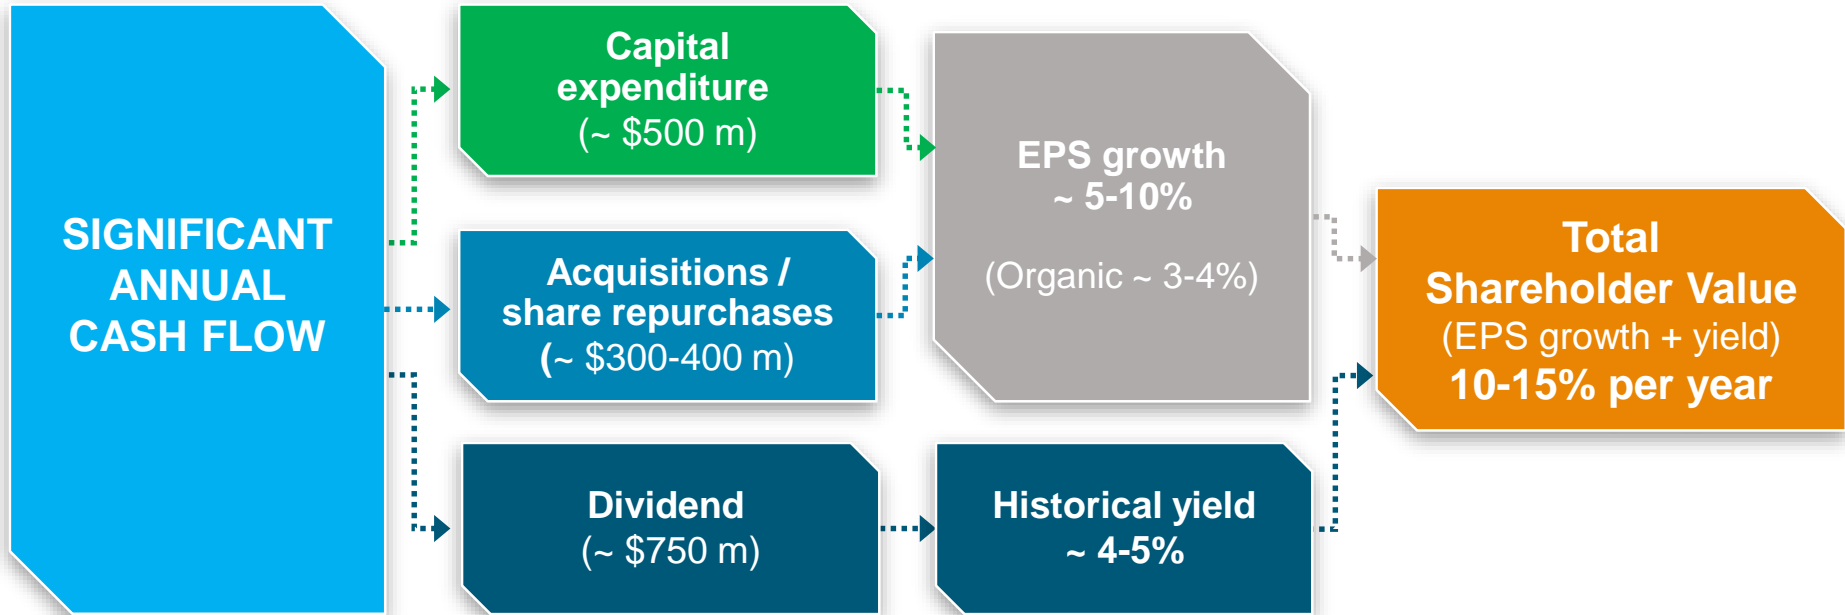 SIGNIFICANT
ANNUAL
CASH FLOW
Capital
expenditure
(~ $500 m)
Acquisitions /
share repurchases
(~ $300-400 m)
Dividend
(~ $750 m)
EPS growth
~ 5-10%
(Organic ~ 3-4%)
Historical yield
~ 4-5%
Total
Shareholder Value
(EPS growth + yield)
10-15% per year